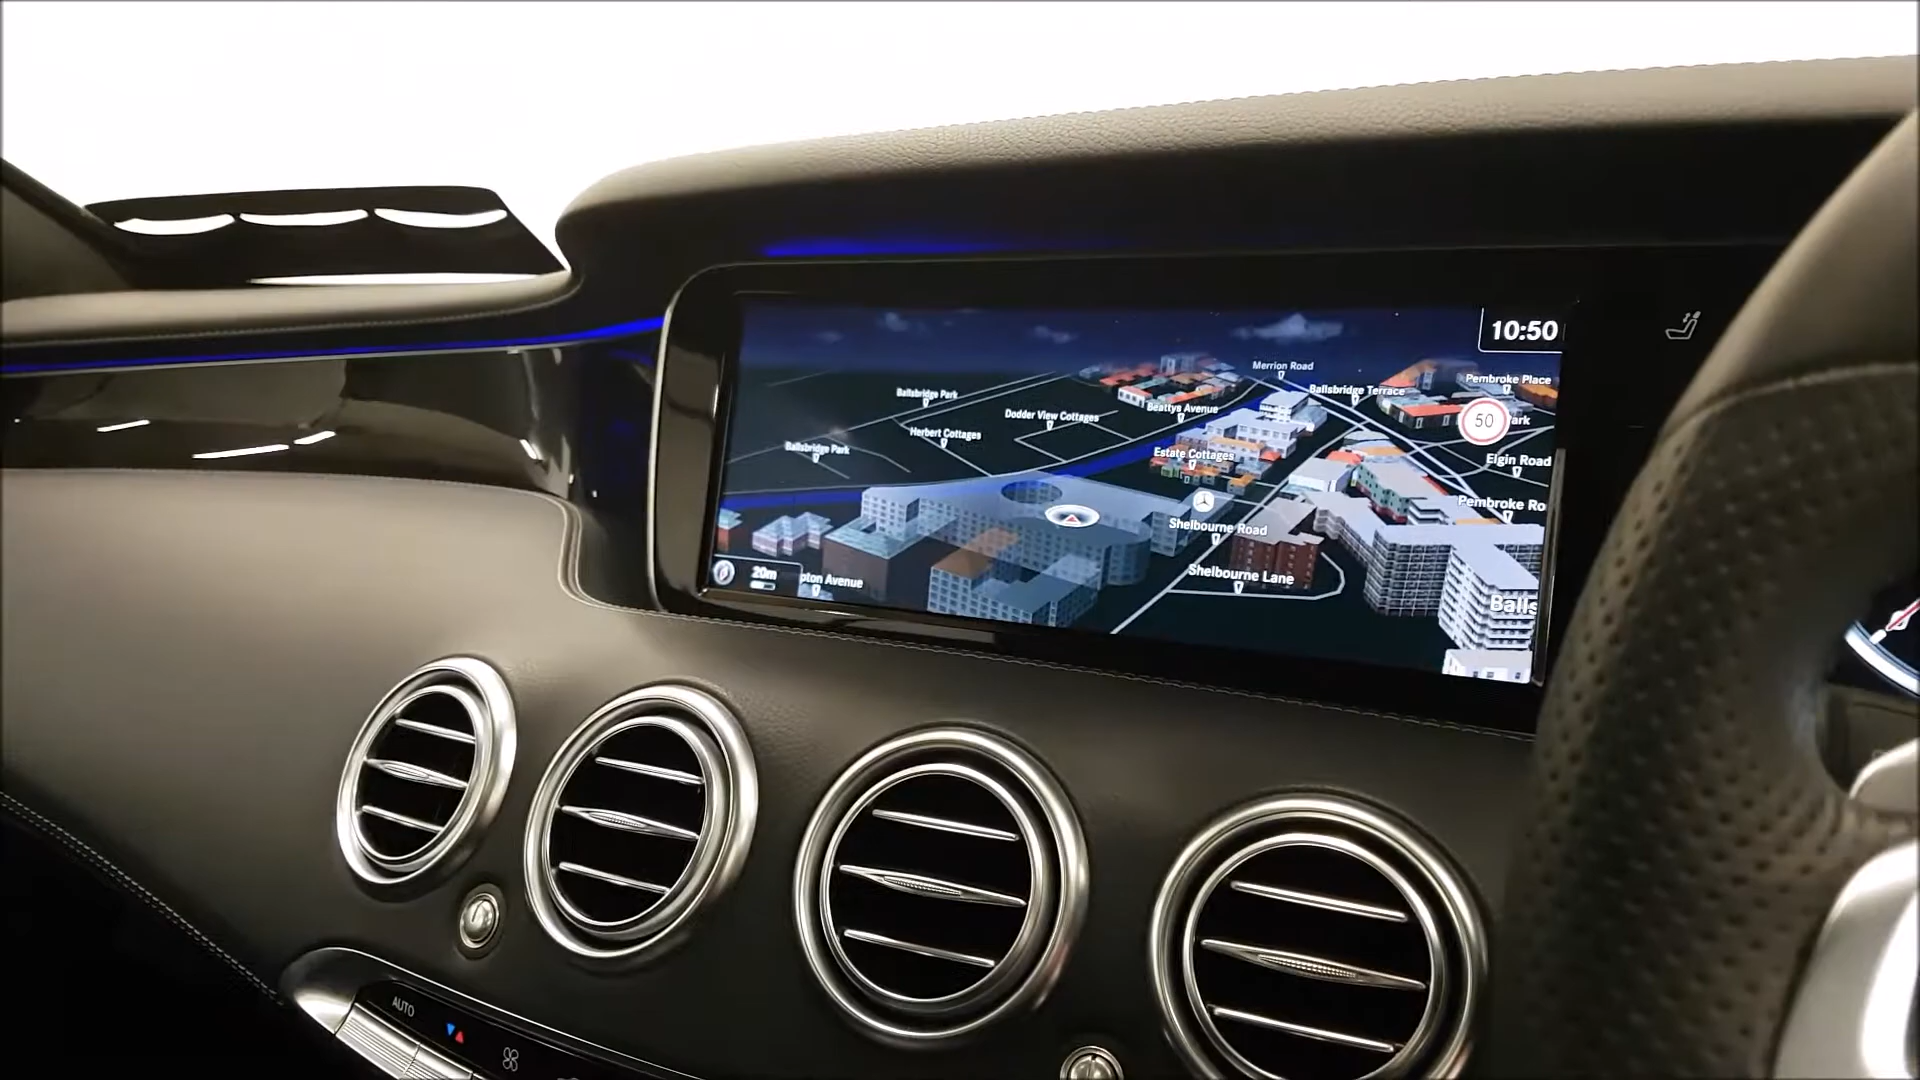 10:50
Merrion Road
Pembroke Place
Ballsbridge Terrace
Ballsbridge Park
Beattys Avenue
Dodder View Cottages
50
ark
Herbert Cottages
Ballsbridge Park
Estate Cottages
Elgin Road
Pembroke Ro
Shelbourne Road
20m
pton Avenue
Shelbourne Lane
Balls
AUTO